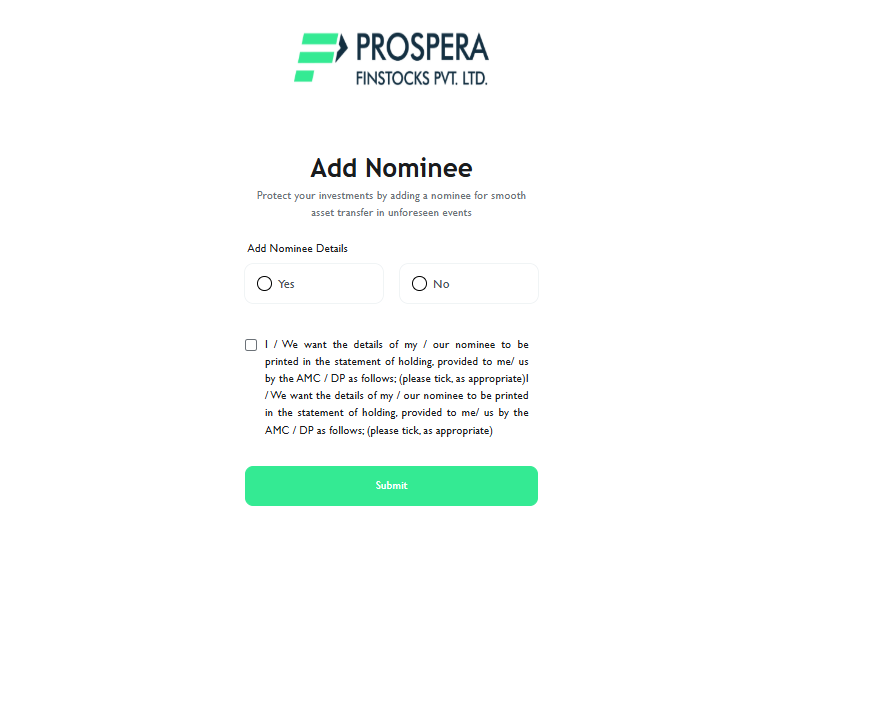 PROSPERA
FINSTOCKS PVT. LTD.
Add Nominee
Protect your investments by adding a nominee for smooth
asset transfer in unforeseen events
Add Nominee Details
Yes
No
I / We want the details of my / our nominee to be
printed in the statement of holding, provided to me/ us
by the AMC / DP as follows; (please tick, as appropriate)I
/ We want the details of my / our nominee to be printed
in the statement of holding, provided to me/ us by the
AMC / DP as follows; (please tick, as appropriate)
Submit